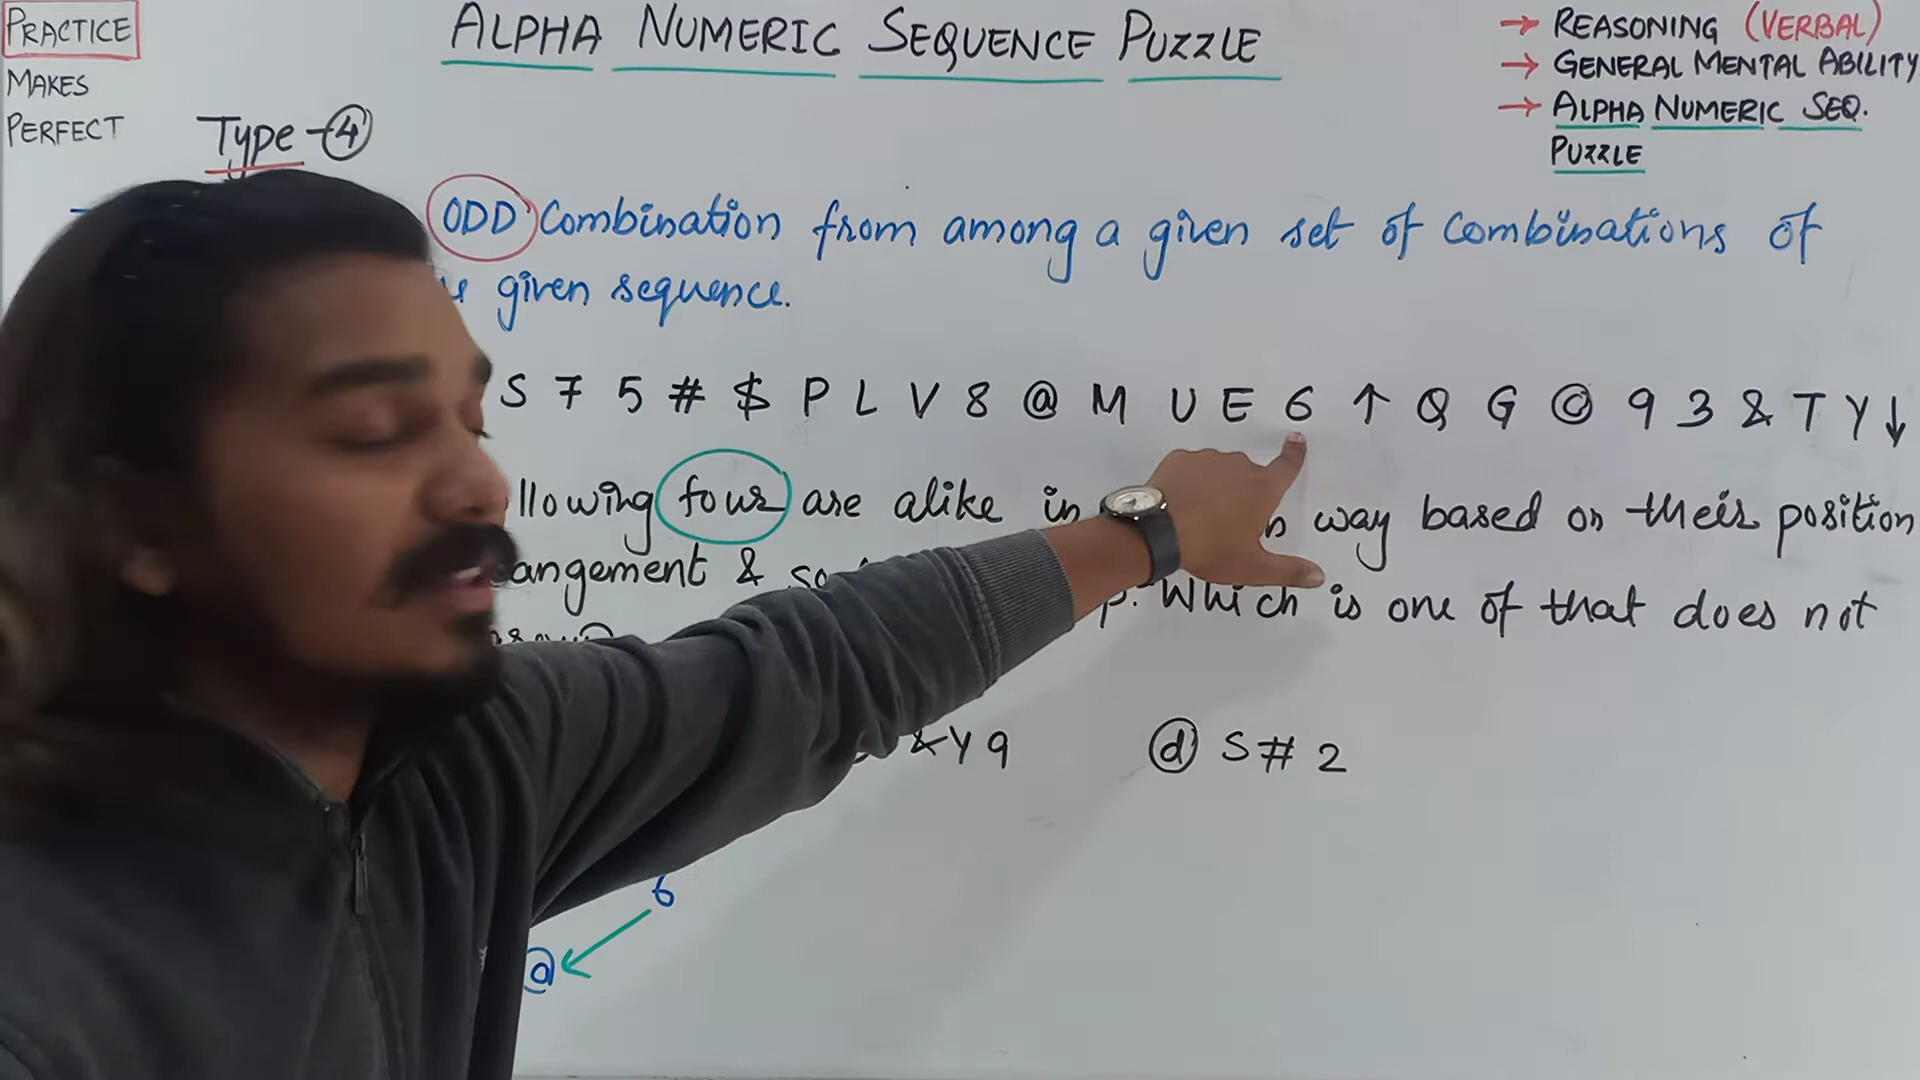 PRACTICE
MAKES
PERFECT
ALPHA NUMERIC SEQUENCE PUZZLE
→ REASONING (VERBAL)
→ GENERAL MENTAL ABILITY
→ ALPHA NUMERIC SEQ.
PUZZLE
Type - 4
ODD Combination from among a given set of combinations of
given sequence.
S 7 5 # $ P L V 8 @ M U E 6 ↑ Q G © 9 3 & T Y ↓
llowing four are alike in way based on their position
angement & so Which is one of that does not
&Y9 (d) S#2
6
@